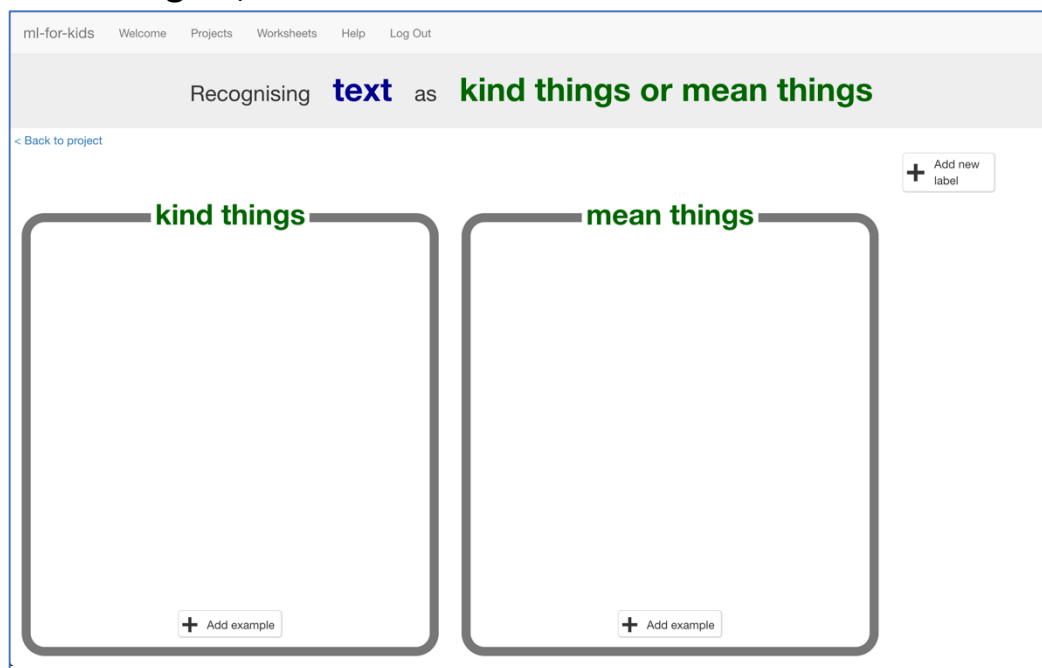 ml-for-kids Welcome Projects Worksheets Help Log Out
Recognising text as kind things or mean things
< Back to project
+ Add new
label
kind things mean things
+ Add example + Add example